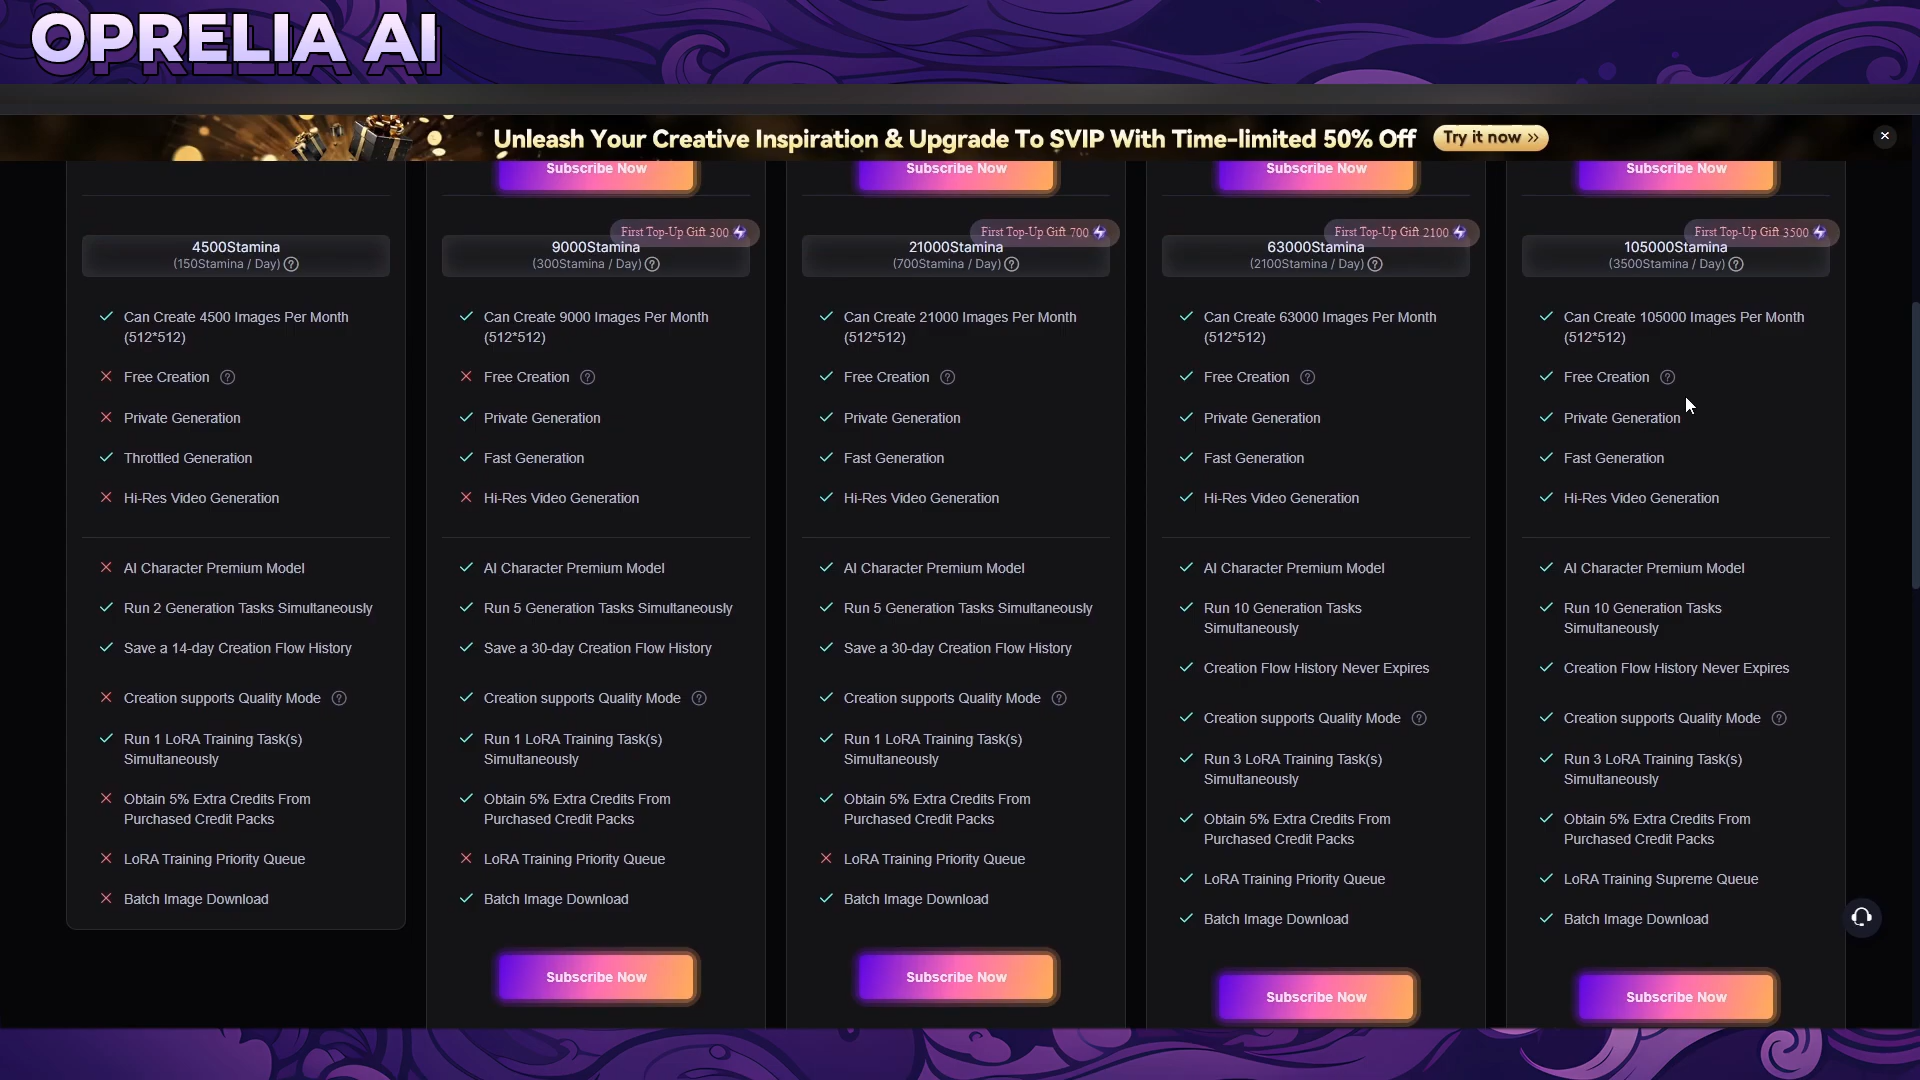 OPRELIA AI
Unleash Your Creative Inspiration & Upgrade To SVIP With Time-limited 50% Off
Try it now >>
Subscribe Now
Subscribe Now
Subscribe Now
Subscribe Now
4500Stamina
(150Stamina / Day)
Can Create 4500 Images Per Month
(512*512)
Free Creation
Private Generation
Throttled Generation
Hi-Res Video Generation
AI Character Premium Model
Run 2 Generation Tasks Simultaneously
Save a 14-day Creation Flow History
Creation supports Quality Mode
Run 1 LoRA Training Task(s)
Simultaneously
Obtain 5% Extra Credits From
Purchased Credit Packs
LoRA Training Priority Queue
Batch Image Download
First Top-Up Gift 300
9000Stamina
(300Stamina / Day)
Can Create 9000 Images Per Month
(512*512)
Free Creation
Private Generation
Fast Generation
Hi-Res Video Generation
AI Character Premium Model
Run 5 Generation Tasks Simultaneously
Save a 30-day Creation Flow History
Creation supports Quality Mode
Run 1 LoRA Training Task(s)
Simultaneously
Obtain 5% Extra Credits From
Purchased Credit Packs
LoRA Training Priority Queue
Batch Image Download
Subscribe Now
First Top-Up Gift 700
21000Stamina
(700Stamina / Day)
Can Create 21000 Images Per Month
(512*512)
Free Creation
Private Generation
Fast Generation
Hi-Res Video Generation
AI Character Premium Model
Run 5 Generation Tasks Simultaneously
Save a 30-day Creation Flow History
Creation supports Quality Mode
Run 1 LoRA Training Task(s)
Simultaneously
Obtain 5% Extra Credits From
Purchased Credit Packs
LoRA Training Priority Queue
Batch Image Download
Subscribe Now
First Top-Up Gift 2100
63000Stamina
(2100Stamina / Day)
Can Create 63000 Images Per Month
(512*512)
Free Creation
Private Generation
Fast Generation
Hi-Res Video Generation
AI Character Premium Model
Run 10 Generation Tasks
Simultaneously
Creation Flow History Never Expires
Creation supports Quality Mode
Run 3 LoRA Training Task(s)
Simultaneously
Obtain 5% Extra Credits From
Purchased Credit Packs
LoRA Training Priority Queue
Batch Image Download
Subscribe Now
First Top-Up Gift 3500
105000Stamina
(3500Stamina / Day)
Can Create 105000 Images Per Month
(512*512)
Free Creation
Private Generation
Fast Generation
Hi-Res Video Generation
AI Character Premium Model
Run 10 Generation Tasks
Simultaneously
Creation Flow History Never Expires
Creation supports Quality Mode
Run 3 LoRA Training Task(s)
Simultaneously
Obtain 5% Extra Credits From
Purchased Credit Packs
LoRA Training Supreme Queue
Batch Image Download
Subscribe Now